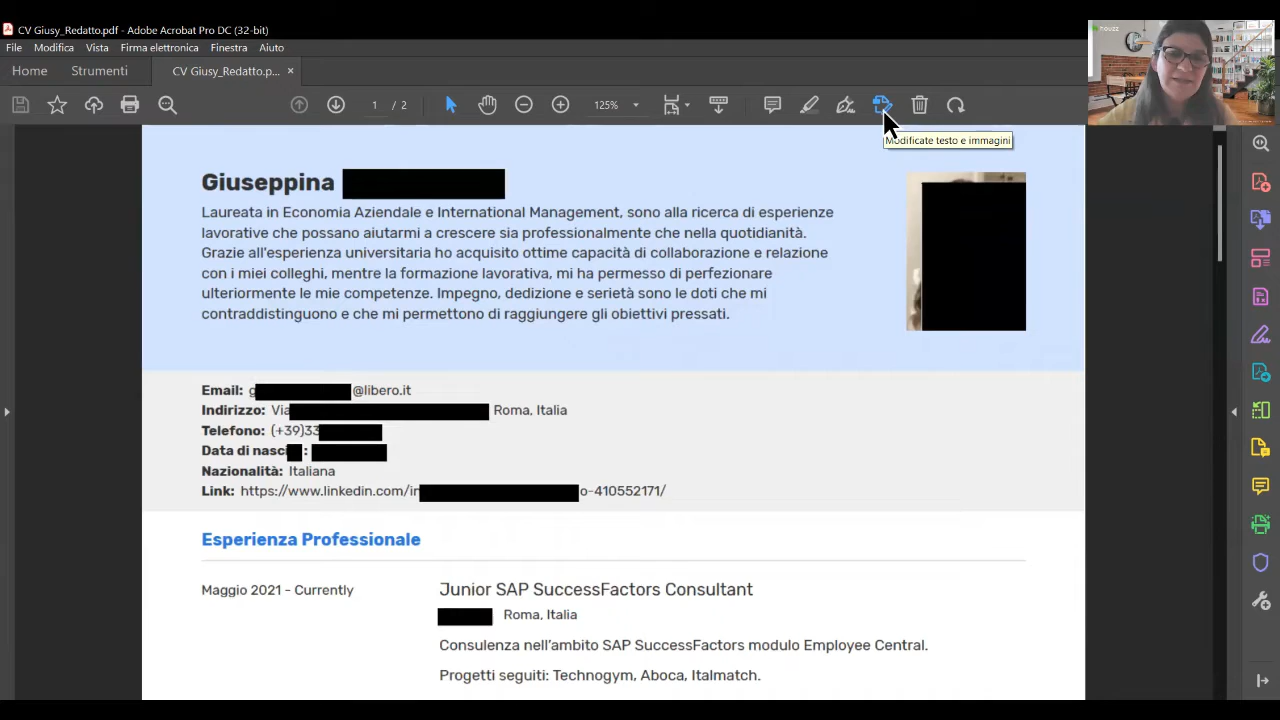 CV Giusy_Redatto.pdf - Adobe Acrobat Pro DC (32-bit)
File Modifica Vista Firma elettronica Finestra Aiuto
Home Strumenti CV Giusy_Redatto.p... ×
1 / 2 125%
houzz
Modificate testo e immagini
Giuseppina
Laureata in Economia Aziendale e International Management, sono alla ricerca di esperienze
lavorative che possano aiutarmi a crescere sia professionalmente che nella quotidianità.
Grazie all'esperienza universitaria ho acquisito ottime capacità di collaborazione e relazione
con i miei colleghi, mentre la formazione lavorativa, mi ha permesso di perfezionare
ulteriormente le mie competenze. Impegno, dedizione e serietà sono le doti che mi
contraddistinguono e che mi permettono di raggiungere gli obiettivi pressati.
Email: g @libero.it
Indirizzo: Via Roma, Italia
Telefono: (+39)33
Data di nasci :
Nazionalità: Italiana
Link: https://www.linkedin.com/in o-410552171/
Esperienza Professionale
Maggio 2021 - Currently
Junior SAP SuccessFactors Consultant
Roma, Italia
Consulenza nell'ambito SAP SuccessFactors modulo Employee Central.
Progetti seguiti: Technogym, Aboca, Italmatch.